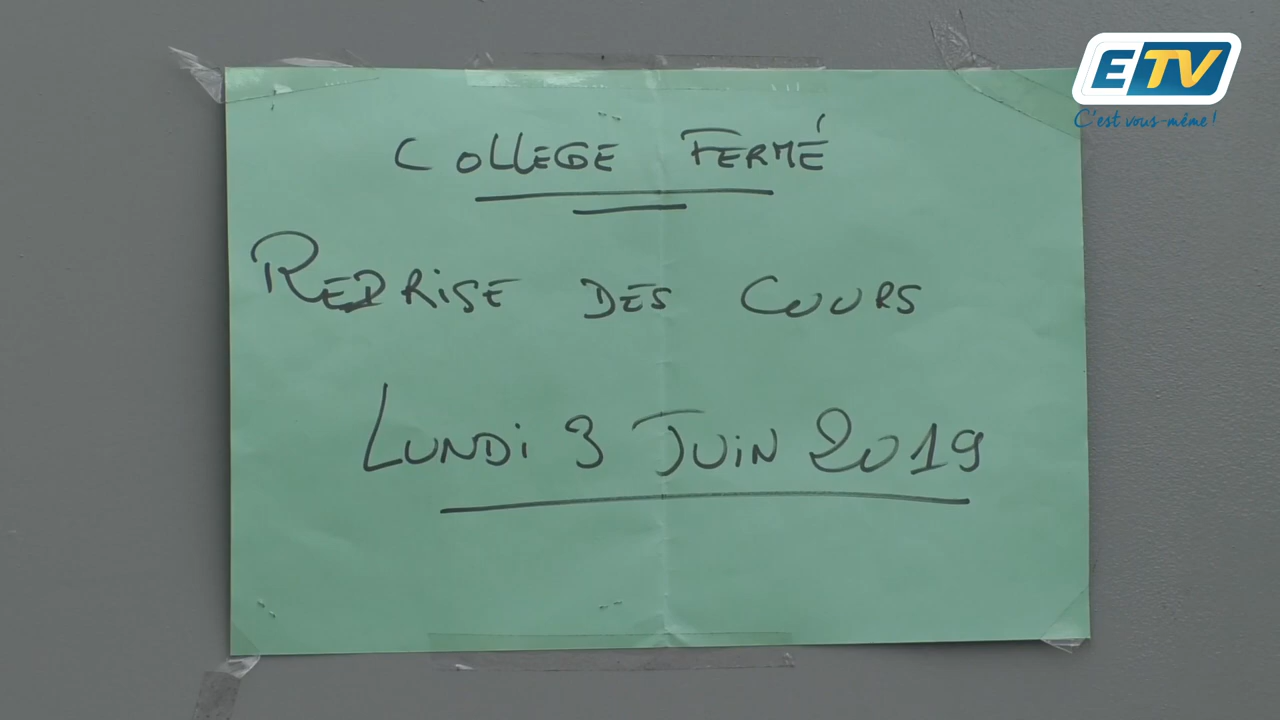 ETV
C'est vous-même !
COLLEGE FERMÉ
REPRISE DES COURS
LUNDI 3 JUIN 2019